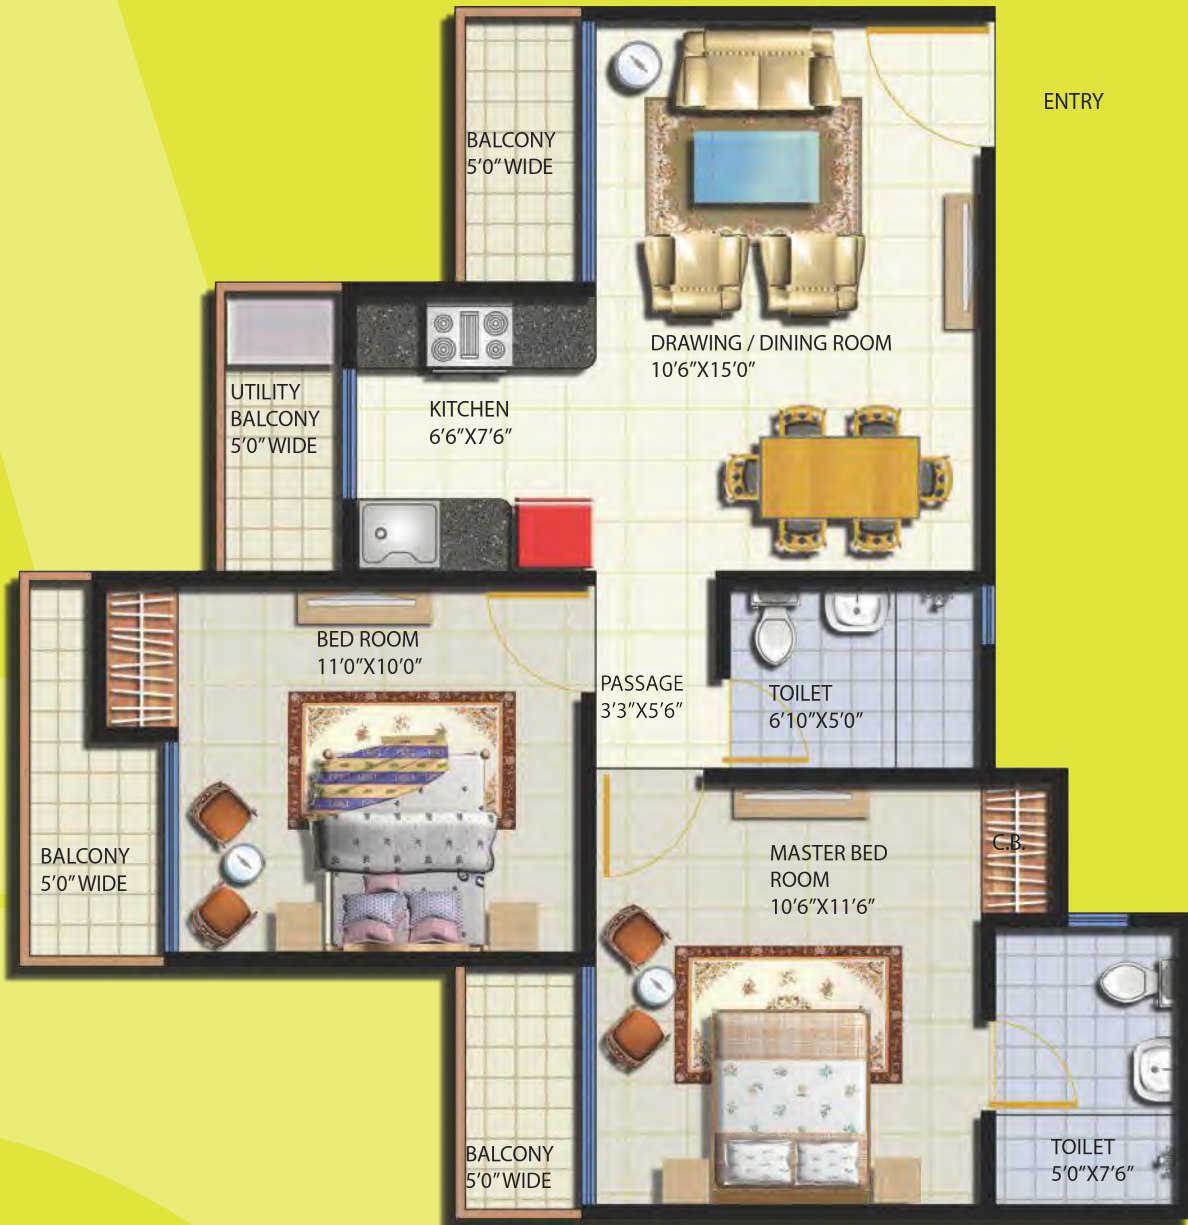 ENTRY
BALCONY
5'0" WIDE
DRAWING / DINING ROOM
10'6"X15'0"
UTILITY
BALCONY
5'0" WIDE
KITCHEN
6'6"X7'6"
BED ROOM
11'0"X10'0"
PASSAGE
3'3"X5'6"
TOILET
6'10"X5'0"
BALCONY
5'0" WIDE
MASTER BED
ROOM
10'6"X11'6"
C.B.
BALCONY
5'0" WIDE
TOILET
5'0"X7'6"